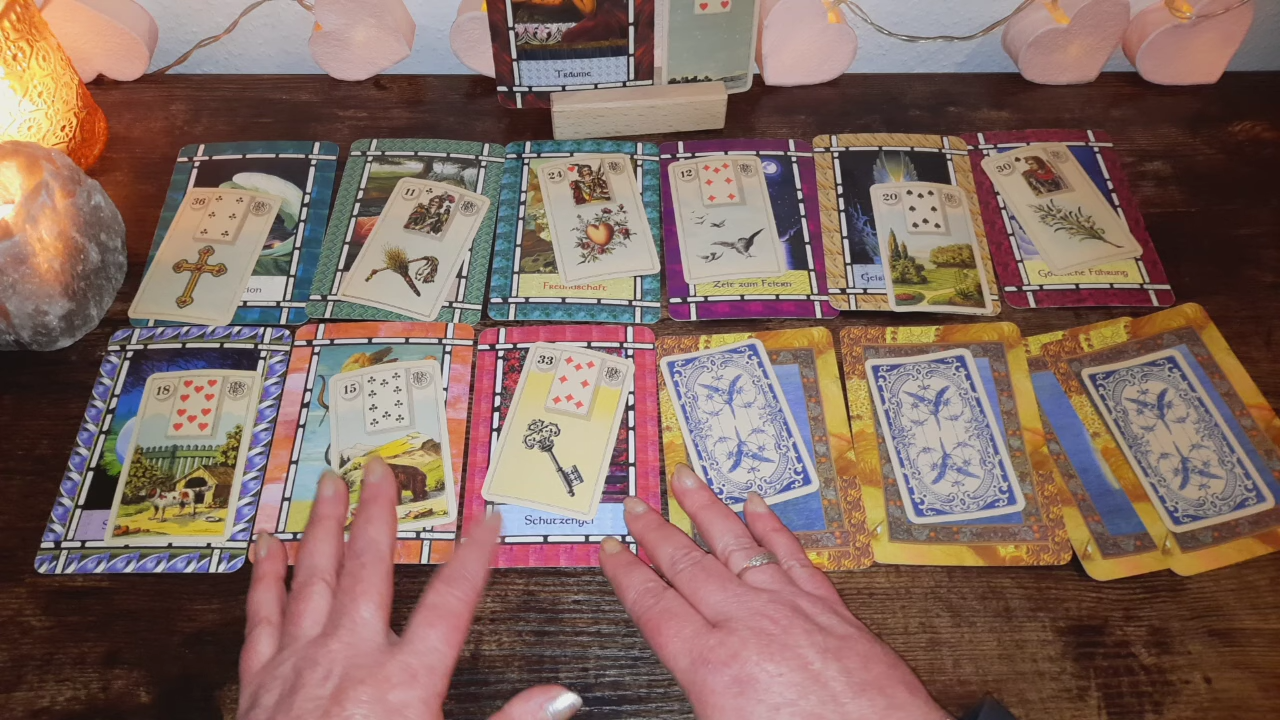 Träume
36
11
24
12
20
30
Freundschaft
Zeit zum Feiern
Göttliche Führung
18
15
33
Schutzengel